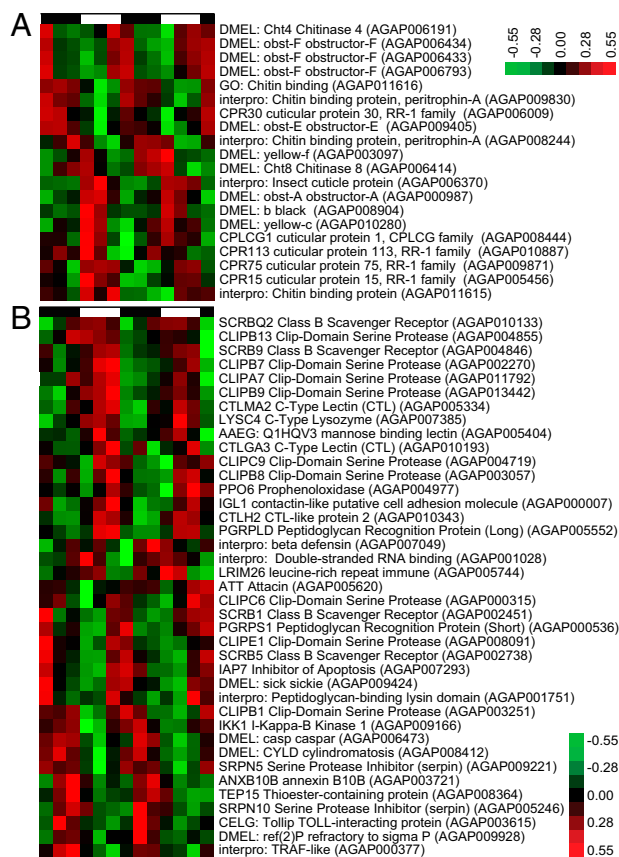 A
DMEL: Cht4 Chitinase 4 (AGAP006191)
DMEL: obst-F obstructor-F (AGAP006434)
DMEL: obst-F obstructor-F (AGAP006433)
DMEL: obst-F obstructor-F (AGAP006793)
GO: Chitin binding (AGAP011616)
interpro: Chitin binding protein, peritrophin-A (AGAP009830)
CPR30 cuticular protein 30, RR-1 family (AGAP006009)
DMEL: obst-E obstructor-E (AGAP009405)
interpro: Chitin binding protein, peritrophin-A (AGAP008244)
DMEL: yellow-f (AGAP003097)
DMEL: Cht8 Chitinase 8 (AGAP006414)
interpro: Insect cuticle protein (AGAP006370)
DMEL: obst-A obstructor-A (AGAP000987)
DMEL: b black (AGAP008904)
DMEL: yellow-c (AGAP010280)
CPLCG1 cuticular protein 1, CPLCG family (AGAP008444)
CPR113 cuticular protein 113, RR-1 family (AGAP010887)
CPR75 cuticular protein 75, RR-1 family (AGAP009871)
CPR15 cuticular protein 15, RR-1 family (AGAP005456)
interpro: Chitin binding protein (AGAP011615)
-0.55
-0.28
0.00
0.28
0.55
B
SCRBQ2 Class B Scavenger Receptor (AGAP010133)
CLIPB13 Clip-Domain Serine Protease (AGAP004855)
SCRB9 Class B Scavenger Receptor (AGAP004846)
CLIPB7 Clip-Domain Serine Protease (AGAP002270)
CLIPA7 Clip-Domain Serine Protease (AGAP011792)
CLIPB9 Clip-Domain Serine Protease (AGAP013442)
CTLMA2 C-Type Lectin (CTL) (AGAP005334)
LYSC4 C-Type Lysozyme (AGAP007385)
AAEG: Q1HQV3 mannose binding lectin (AGAP005404)
CTLGA3 C-Type Lectin (CTL) (AGAP010193)
CLIPC9 Clip-Domain Serine Protease (AGAP004719)
CLIPB8 Clip-Domain Serine Protease (AGAP003057)
PPO6 Prophenoloxidase (AGAP004977)
IGL1 contactin-like putative cell adhesion molecule (AGAP000007)
CTLH2 CTL-like protein 2 (AGAP010343)
PGRPLD Peptidoglycan Recognition Protein (Long) (AGAP005552)
interpro: beta defensin (AGAP007049)
interpro: Double-stranded RNA binding (AGAP001028)
LRIM26 leucine-rich repeat immune (AGAP005744)
ATT Attacin (AGAP005620)
CLIPC6 Clip-Domain Serine Protease (AGAP000315)
SCRB1 Class B Scavenger Receptor (AGAP002451)
PGRPS1 Peptidoglycan Recognition Protein (Short) (AGAP000536)
CLIPE1 Clip-Domain Serine Protease (AGAP008091)
SCRB5 Class B Scavenger Receptor (AGAP002738)
IAP7 Inhibitor of Apoptosis (AGAP007293)
DMEL: sick sickie (AGAP009424)
interpro: Peptidoglycan-binding lysin domain (AGAP001751)
CLIPB1 Clip-Domain Serine Protease (AGAP003251)
IKK1 I-Kappa-B Kinase 1 (AGAP009166)
DMEL: casp caspar (AGAP006473)
DMEL: CYLD cylindromatosis (AGAP008412)
SRPN5 Serine Protease Inhibitor (serpin) (AGAP009221)
ANXB10B annexin B10B (AGAP003721)
TEP15 Thioester-containing protein (AGAP008364)
SRPN10 Serine Protease Inhibitor (serpin) (AGAP005246)
CELG: Tollip TOLL-interacting protein (AGAP003615)
DMEL: ref(2)P refractory to sigma P (AGAP009928)
interpro: TRAF-like (AGAP000377)
-0.55
-0.28
0.00
0.28
0.55